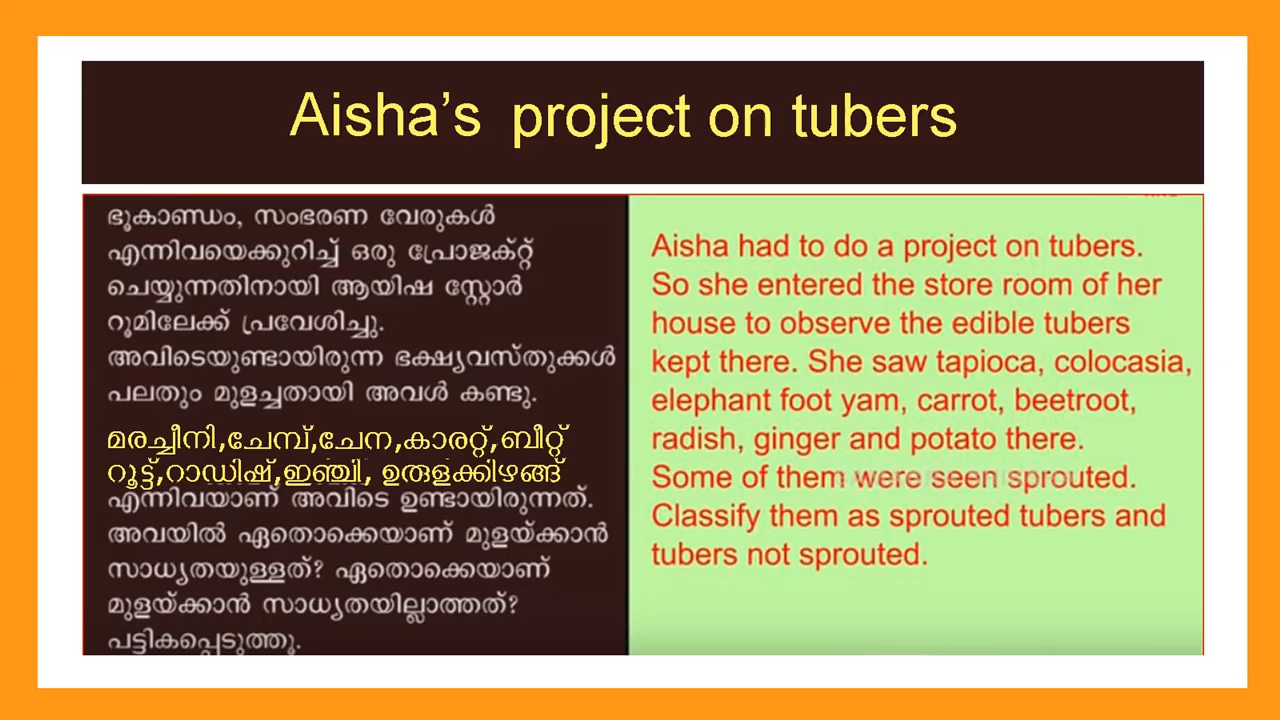 Aisha's project on tubers
ഭൂകാണ്ഡം, സംഭരണ വേരുകൾ
എന്നിവയെക്കുറിച്ച് ഒരു പ്രോജക്റ്റ്
ചെയ്യുന്നതിനായി ആയിഷ സ്റ്റോർ
റൂമിലേക്ക് പ്രവേശിച്ചു.
അവിടെയുണ്ടായിരുന്ന ഭക്ഷ്യവസ്തുക്കൾ
പലതും മുളച്ചതായി അവൾ കണ്ടു.
മരച്ചീനി,ചേമ്പ്,ചേന,കാരറ്റ്,ബീറ്റ്
റൂട്ട്,റാഡിഷ്,ഇഞ്ചി, ഉരുളക്കിഴങ്ങ്
എന്നിവയാണ് അവിടെ ഉണ്ടായിരുന്നത്.
അവയിൽ ഏതൊക്കെയാണ് മുളയ്ക്കാൻ
സാധ്യതയുള്ളത്? ഏതൊക്കെയാണ്
മുളയ്ക്കാൻ സാധ്യതയില്ലാത്തത്?
പട്ടികപ്പെടുത്തൂ.
Aisha had to do a project on tubers.
So she entered the store room of her
house to observe the edible tubers
kept there. She saw tapioca, colocasia,
elephant foot yam, carrot, beetroot,
radish, ginger and potato there.
Some of them were seen sprouted.
Classify them as sprouted tubers and
tubers not sprouted.